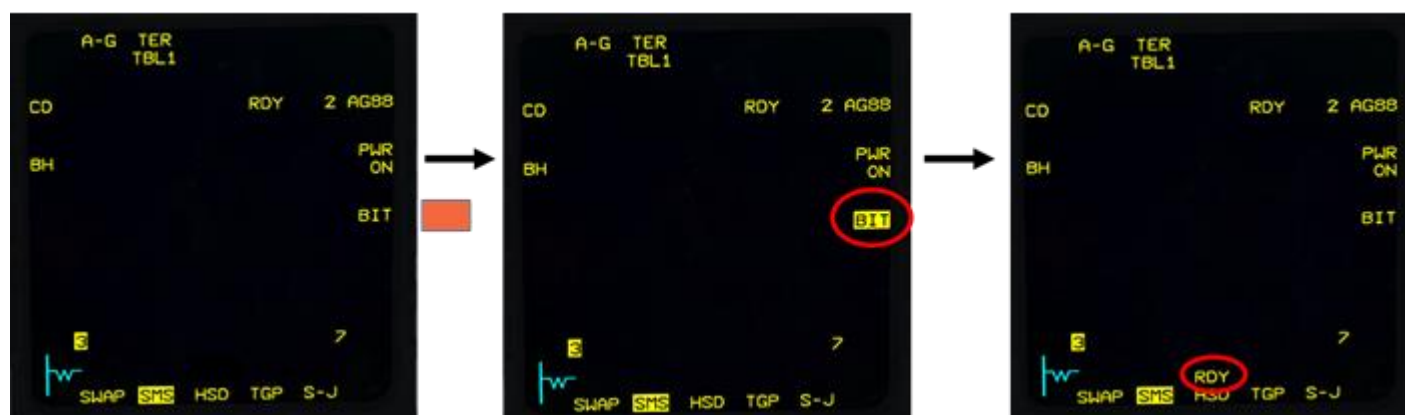 A-G TER
TBL1
CD RDY 2 AG88
PWR
BH ON
BIT
3 7
SWAP SMS HSD TGP S-J
A-G TER
TBL1
CD RDY 2 AG88
PWR
BH ON
BIT
3 7
SWAP SMS HSD TGP S-J
A-G TER
TBL1
CD RDY 2 AG88
PWR
BH ON
BIT
3 7
RDY
SWAP SMS HSD TGP S-J